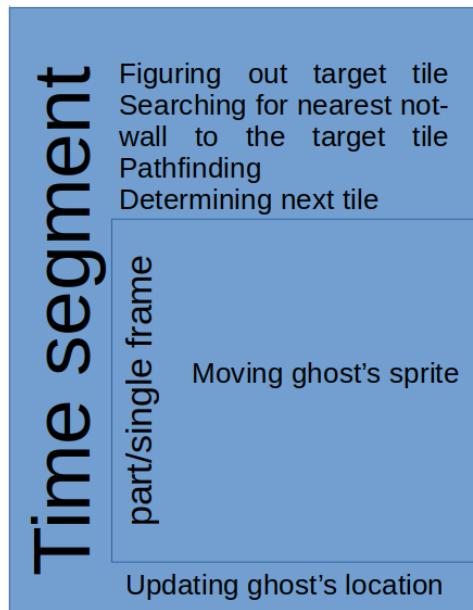 Time segment
Figuring out target tile
Searching for nearest not-
wall to the target tile
Pathfinding
Determining next tile
part/single frame
Moving ghost’s sprite
Updating ghost’s location